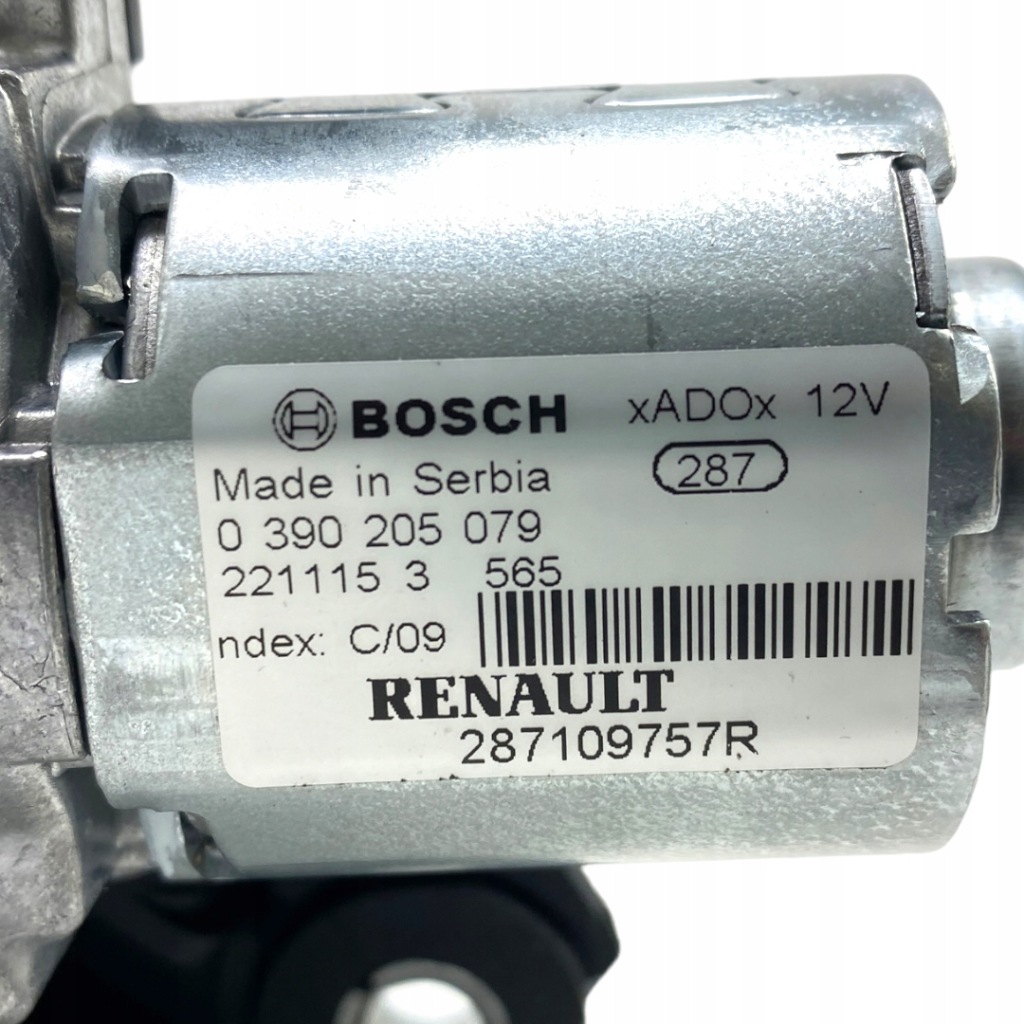 BOSCH xADOx 12V
Made in Serbia 287
0 390 205 079
221115 3 565
ndex: C/09
RENAULT
287109757R